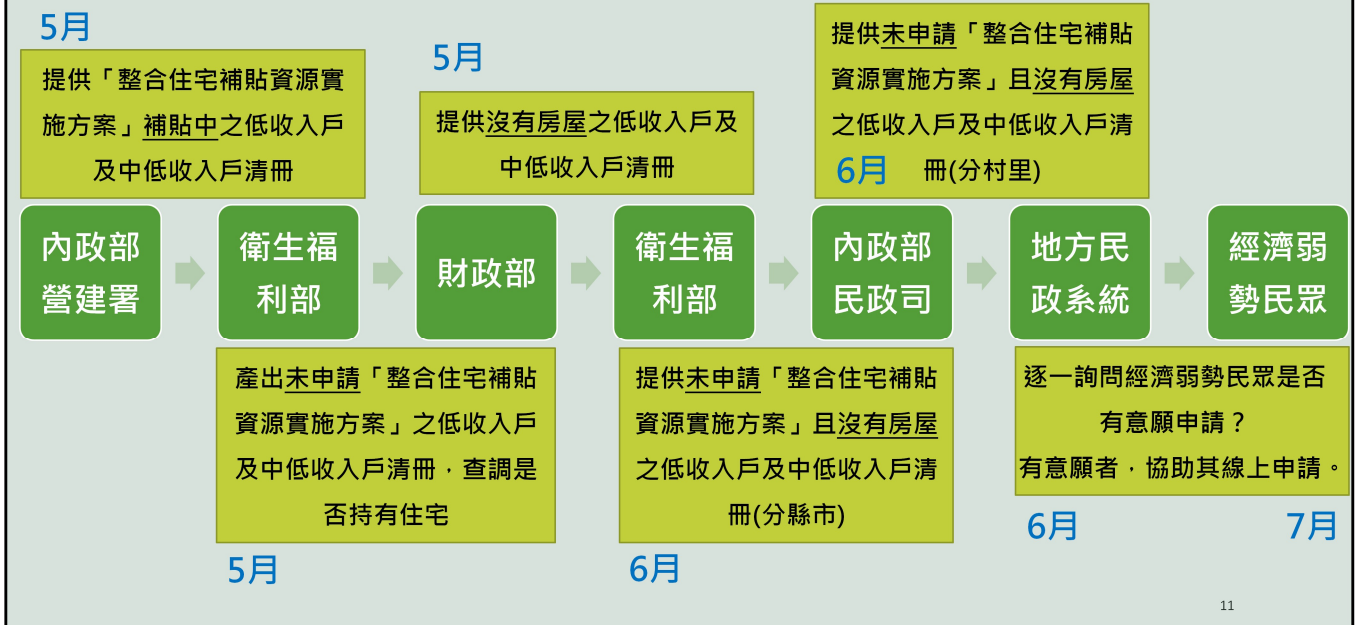 5月
提供「整合住宅補貼資源實
施方案」補貼中之低收入戶
及中低收入戶清冊
5月
提供沒有房屋之低收入戶及
中低收入戶清冊
提供未申請「整合住宅補貼
資源實施方案」且沒有房屋
之低收入戶及中低收入戶清
6月 冊(分村里)
內政部
營建署
衛生福
利部
財政部
衛生福
利部
內政部
民政司
地方民
政系統
經濟弱
勢民眾
產出未申請「整合住宅補貼
資源實施方案」之低收入戶
及中低收入戶清冊，查調是
否持有住宅
5月
提供未申請「整合住宅補貼
資源實施方案」且沒有房屋
之低收入戶及中低收入戶清
冊(分縣市)
6月
逐一詢問經濟弱勢民眾是否
有意願申請？
有意願者，協助其線上申請。
6月
7月
11